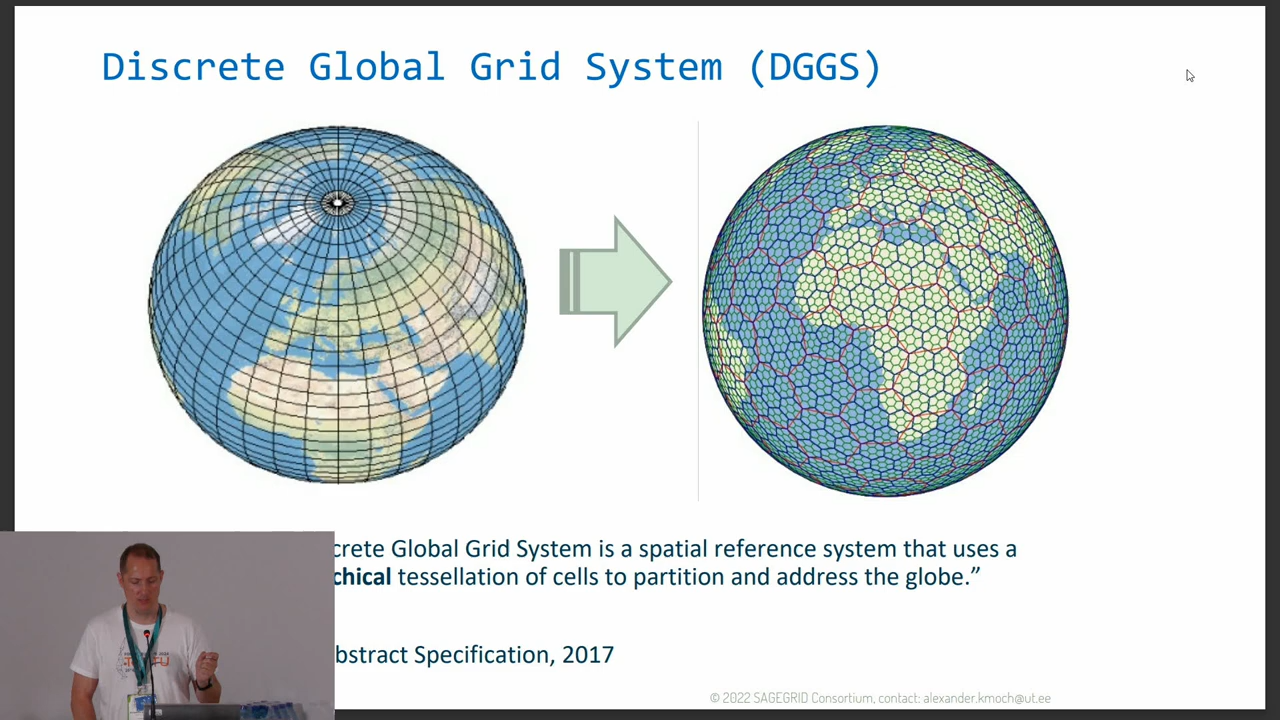 Discrete Global Grid System (DGGS)
crete Global Grid System is a spatial reference system that uses a
chical tessellation of cells to partition and address the globe.”
bstract Specification, 2017
© 2022 SAGEGRID Consortium, contact: alexander.kmoch@ut.ee